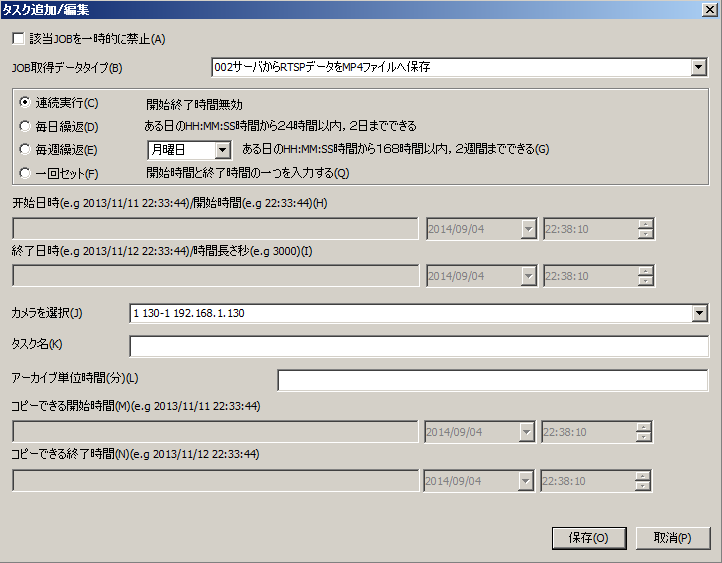 タスク追加/編集
該当JOBを一時的に禁止(A)
JOB取得データタイプ(B) 002サーバからRTSPデータをMP4ファイルへ保存
連続実行(C) 開始終了時間無効
毎日繰返(D) ある日のHH:MM:SS時間から24時間以内, 2日までできる
毎週繰返(E) 月曜日 ある日のHH:MM:SS時間から168時間以内, 2週間までできる(G)
一回セット(F) 開始時間と終了時間の一つを入力する(Q)
开始日時(e.g 2013/11/11 22:33:44)/開始時間(e.g 22:33:44)(H)
2014/09/04 22:38:10
終了日時(e.g 2013/11/12 22:33:44)/時間長さ秒(e.g 3000)(I)
2014/09/04 22:38:10
カメラを選択(J) 1 130-1 192.168.1.130
タスク名(K)
アーカイブ単位時間(分)(L)
コピーできる開始時間(M)(e.g 2013/11/11 22:33:44)
2014/09/04 22:38:10
コピーできる終了時間(N)(e.g 2013/11/12 22:33:44)
2014/09/04 22:38:10
保存(O) 取消(P)